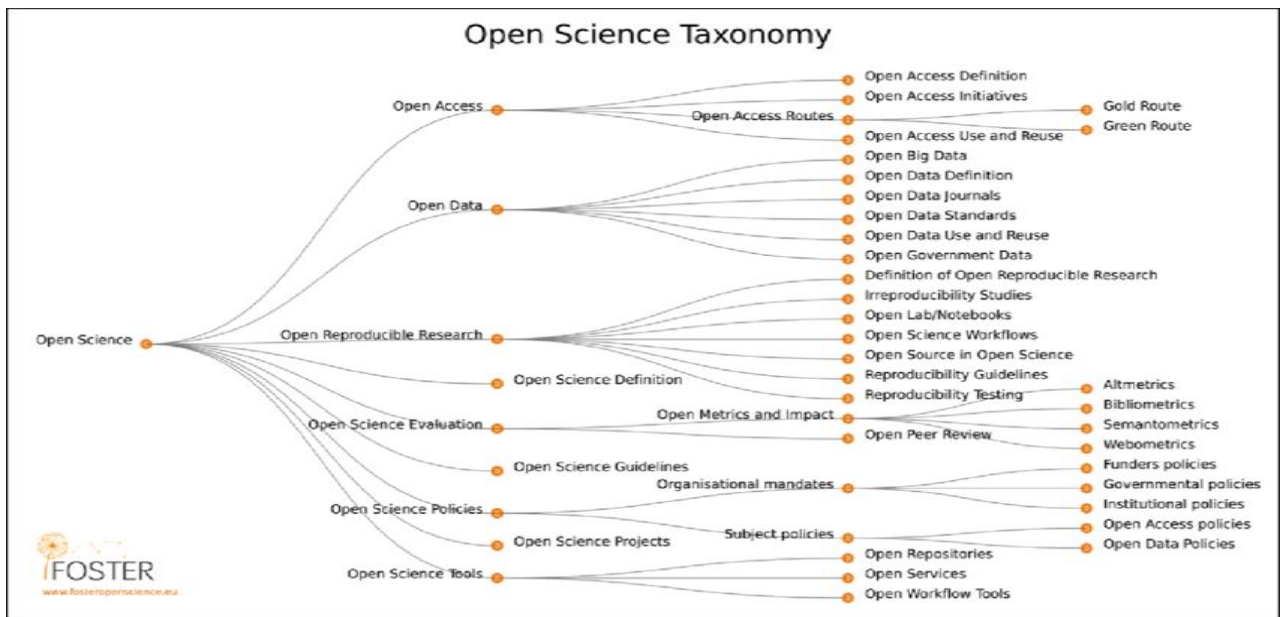 Open Science Taxonomy
Open Access
Open Access Definition
Open Access Initiatives
Open Access Routes
Gold Route
Green Route
Open Access Use and Reuse
Open Data
Open Big Data
Open Data Definition
Open Data Journals
Open Data Standards
Open Data Use and Reuse
Open Government Data
Open Science
Open Reproducible Research
Definition of Open Reproducible Research
Irreproducibility Studies
Open Lab/Notebooks
Open Science Workflows
Open Source in Open Science
Reproducibility Guidelines
Reproducibility Testing
Open Science Definition
Open Science Evaluation
Open Metrics and Impact
Altmetrics
Bibliometrics
Semantometrics
Webometrics
Open Peer Review
Open Science Guidelines
Open Science Policies
Organisational mandates
Funders policies
Governmental policies
Institutional policies
Subject policies
Open Access policies
Open Data Policies
Open Science Projects
Open Science Tools
Open Repositories
Open Services
Open Workflow Tools
FOSTER
www.fosteropenscience.eu